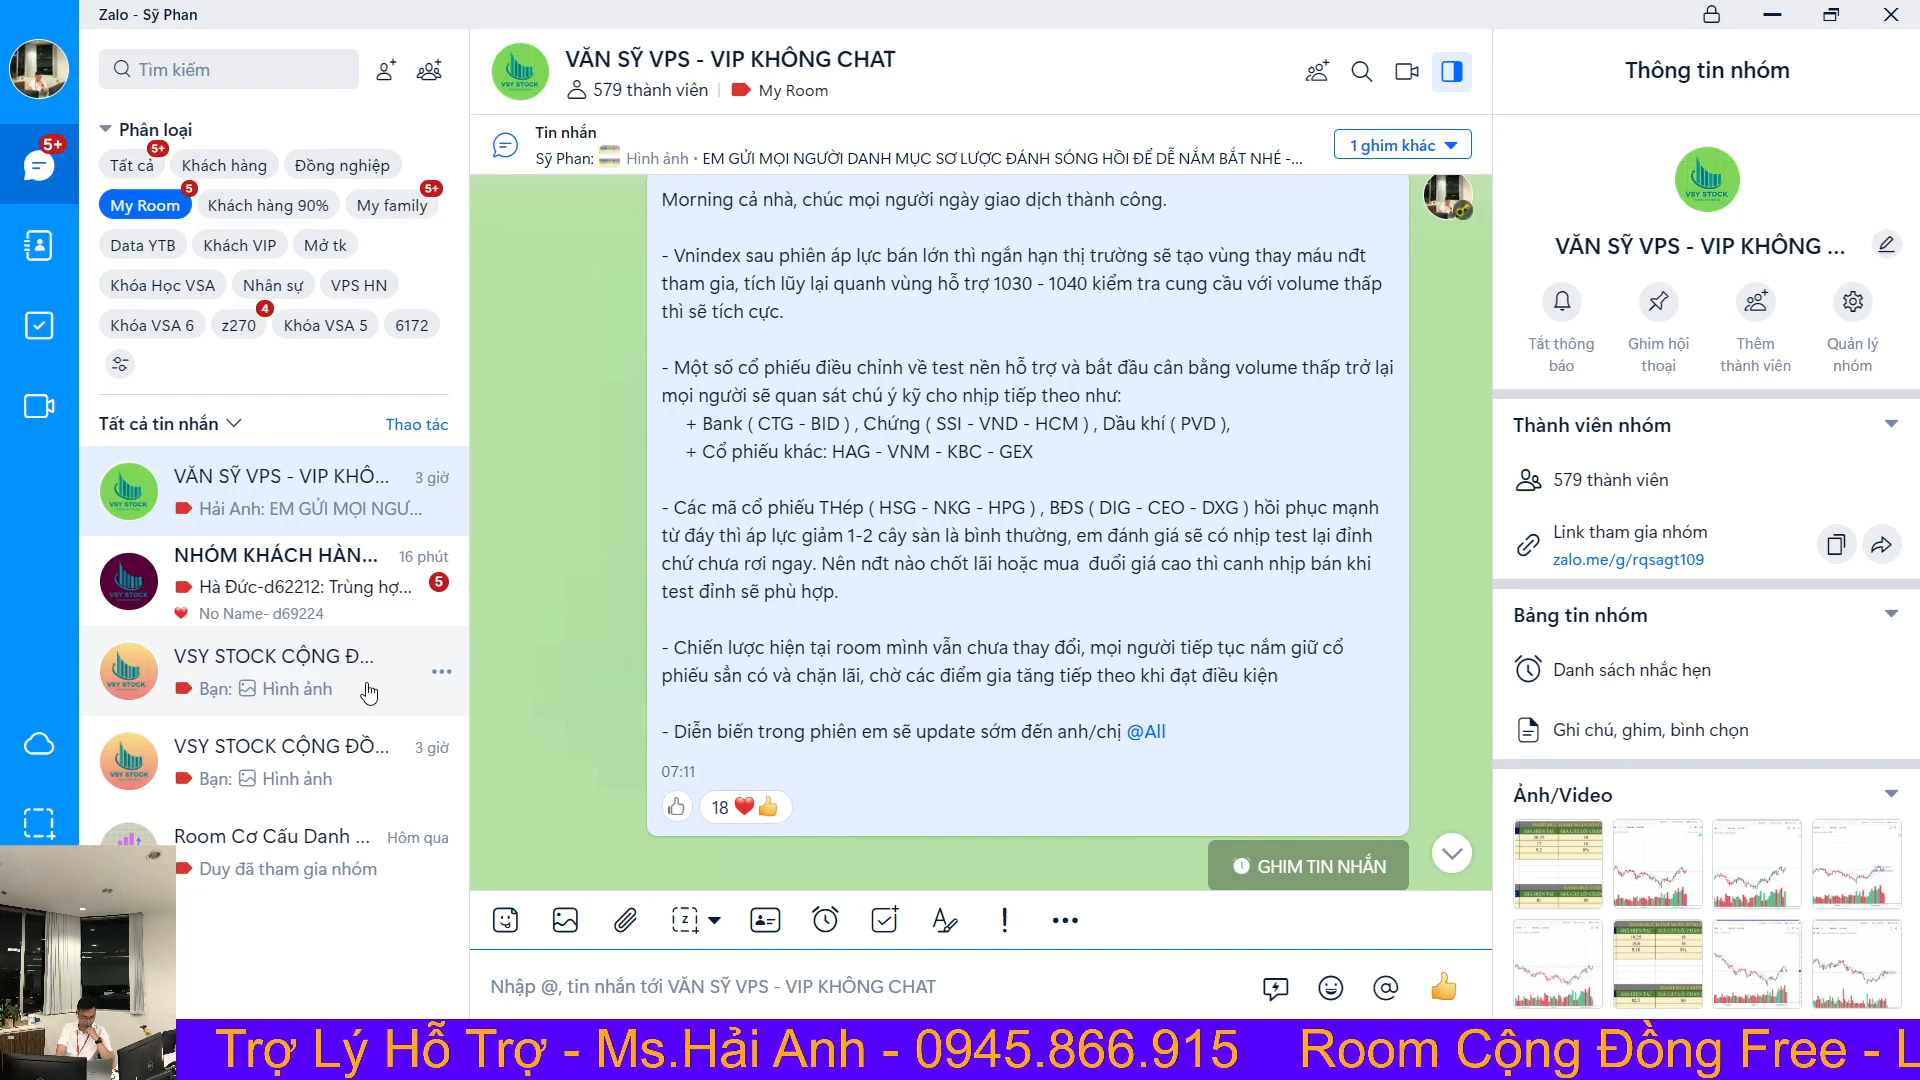 Zalo - Sỹ Phan
Tìm kiếm
Phân loại
Tất cả
5+
Khách hàng
Đồng nghiệp
My Room
5
Khách hàng 90%
My family
5+
Data YTB
Khách VIP
Mở tk
Khóa Học VSA
Nhân sự
VPS HN
Khóa VSA 6
z270
4
Khóa VSA 5
6172
5+
Tất cả tin nhắn
Thao tác
VĂN SỸ VPS - VIP KHÔ...
3 giờ
Hải Anh: EM GỬI MỌI NGƯ...
NHÓM KHÁCH HÀN...
16 phút
Hà Đức-d62212: Trùng hợ...
5
No Name- d69224
VSY STOCK CỘNG Đ...
Bạn: Hình ảnh
VSY STOCK CỘNG ĐỒ...
3 giờ
Bạn: Hình ảnh
Room Cơ Cấu Danh ...
Hôm qua
Duy đã tham gia nhóm
VĂN SỸ VPS - VIP KHÔNG CHAT
579 thành viên
My Room
Tin nhắn
Sỹ Phan: Hình ảnh • EM GỬI MỌI NGƯỜI DANH MỤC SƠ LƯỢC ĐÁNH SÓNG HỒI ĐỂ DỄ NẮM BẮT NHÉ -...
1 ghim khác
Morning cả nhà, chúc mọi người ngày giao dịch thành công.
- Vnindex sau phiên áp lực bán lớn thì ngắn hạn thị trường sẽ tạo vùng thay máu nđt
tham gia, tích lũy lại quanh vùng hỗ trợ 1030 - 1040 kiểm tra cung cầu với volume thấp
thì sẽ tích cực.
- Một số cổ phiếu điều chỉnh về test nền hỗ trợ và bắt đầu cân bằng volume thấp trở lại
mọi người sẽ quan sát chú ý kỹ cho nhịp tiếp theo như:
+ Bank ( CTG - BID ) , Chứng ( SSI - VND - HCM ) , Dầu khí ( PVD ),
+ Cổ phiếu khác: HAG - VNM - KBC - GEX
- Các mã cổ phiếu THép ( HSG - NKG - HPG ) , BĐS ( DIG - CEO - DXG ) hồi phục mạnh
từ đáy thì áp lực giảm 1-2 cây sàn là bình thường, em đánh giá sẽ có nhịp test lại đỉnh
chứ chưa rơi ngay. Nên nđt nào chốt lãi hoặc mua đuổi giá cao thì canh nhịp bán khi
test đỉnh sẽ phù hợp.
- Chiến lược hiện tại room mình vẫn chưa thay đổi, mọi người tiếp tục nắm giữ cổ
phiếu sẵn có và chặn lãi, chờ các điểm gia tăng tiếp theo khi đạt điều kiện
- Diễn biến trong phiên em sẽ update sớm đến anh/chị @All
07:11
18
GHIM TIN NHẮN
Nhập @, tin nhắn tới VĂN SỸ VPS - VIP KHÔNG CHAT
Thông tin nhóm
VSY STOCK
VĂN SỸ VPS - VIP KHÔNG ...
Tắt thông báo
Ghim hội thoại
Thêm thành viên
Quản lý nhóm
Thành viên nhóm
579 thành viên
Link tham gia nhóm
zalo.me/g/rqsagt109
Bảng tin nhóm
Danh sách nhắc hẹn
Ghi chú, ghim, bình chọn
Ảnh/Video
Trợ Lý Hỗ Trợ - Ms.Hải Anh - 0945.866.915 Room Cộng Đồng Free - L